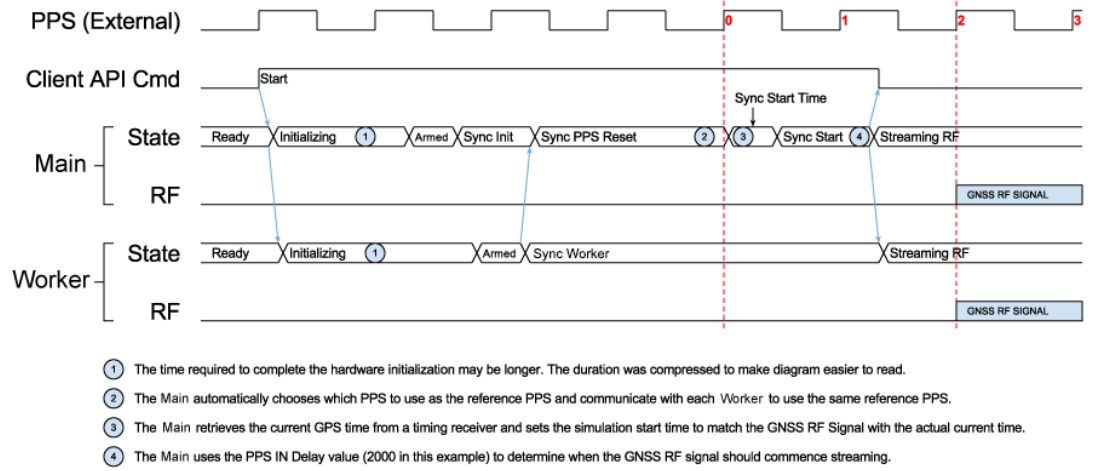 PPS (External)
0 1 2 3
Client API Cmd
Start
Sync Start Time
Main
State
Ready Initializing 1 Armed Sync Init Sync PPS Reset 2 3 Sync Start 4 Streaming RF
RF
GNSS RF SIGNAL
Worker
State
Ready Initializing 1 Armed Sync Worker Streaming RF
RF
GNSS RF SIGNAL
1 The time required to complete the hardware initialization may be longer. The duration was compressed to make diagram easier to read.
2 The Main automatically chooses which PPS to use as the reference PPS and communicate with each Worker to use the same reference PPS.
3 The Main retrieves the current GPS time from a timing receiver and sets the simulation start time to match the GNSS RF Signal with the actual current time.
4 The Main uses the PPS IN Delay value (2000 in this example) to determine when the GNSS RF signal should commence streaming.